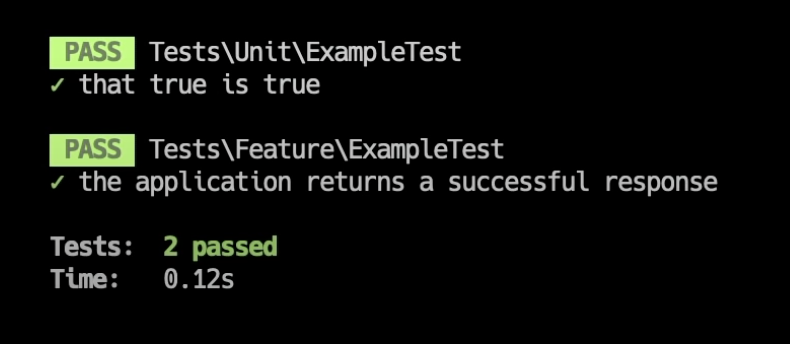 PASS Tests\Unit\ExampleTest
✓ that true is true
PASS Tests\Feature\ExampleTest
✓ the application returns a successful response
Tests: 2 passed
Time: 0.12s